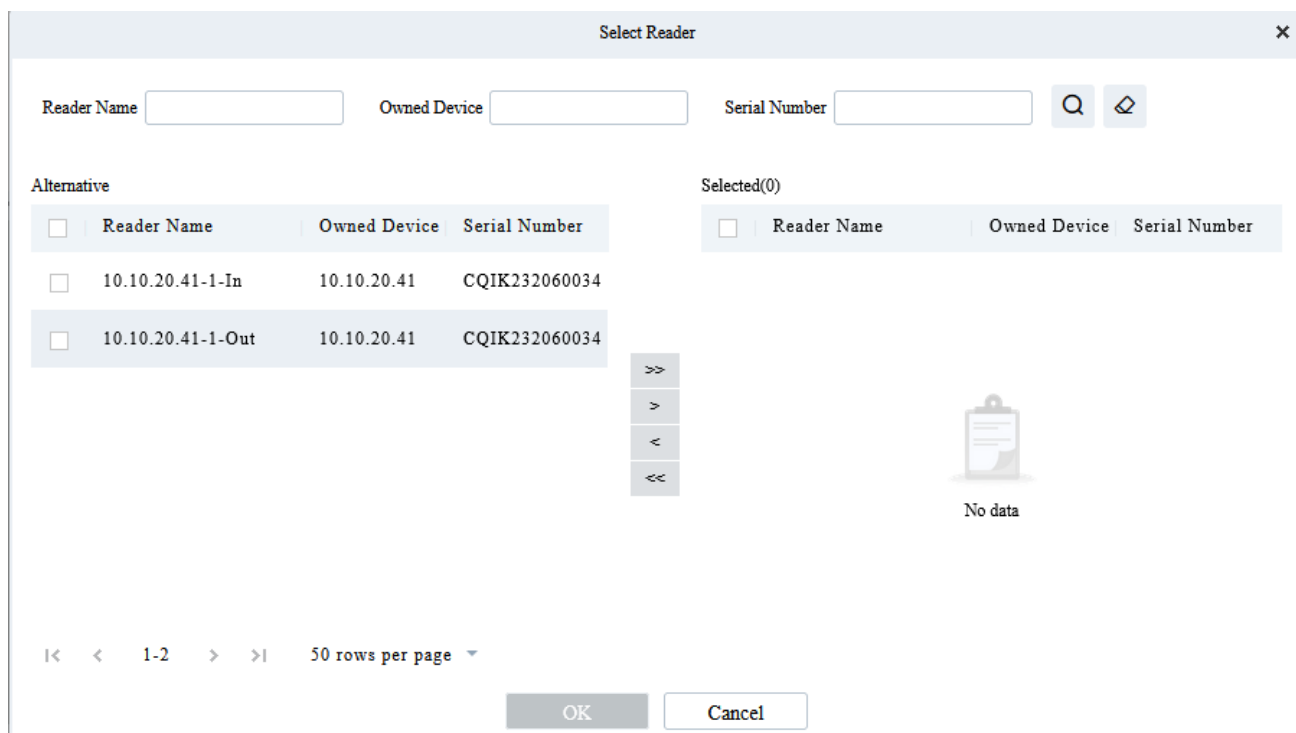 Select Reader ×
Reader Name Owned Device Serial Number
Alternative Selected(0)
Reader Name Owned Device Serial Number Reader Name Owned Device Serial Number
10.10.20.41-1-In 10.10.20.41 CQIK232060034
10.10.20.41-1-Out 10.10.20.41 CQIK232060034
>>
>
<
<<
No data
1-2 50 rows per page
OK Cancel